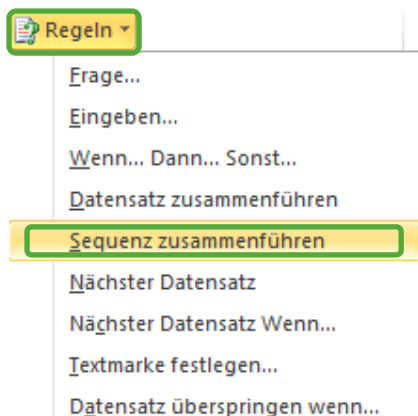 Regeln
Frage...
Eingeben...
Wenn... Dann... Sonst...
Datensatz zusammenführen
Sequenz zusammenführen
Nächster Datensatz
Nächster Datensatz Wenn...
Textmarke festlegen...
Datensatz überspringen wenn...